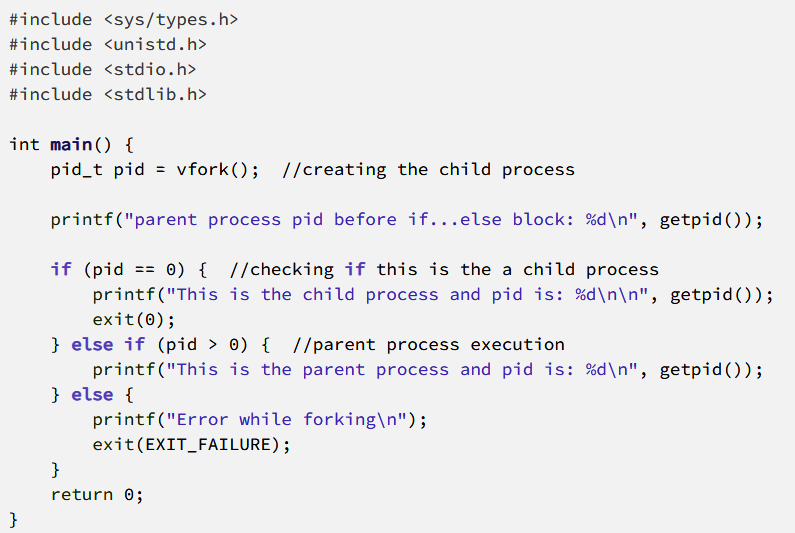 #include <sys/types.h>
#include <unistd.h>
#include <stdio.h>
#include <stdlib.h>

int main() {
    pid_t pid = vfork();  //creating the child process

    printf("parent process pid before if...else block: %d\n", getpid());

    if (pid == 0) {  //checking if this is the a child process
        printf("This is the child process and pid is: %d\n\n", getpid());
        exit(0);
    } else if (pid > 0) {  //parent process execution
        printf("This is the parent process and pid is: %d\n", getpid());
    } else {
        printf("Error while forking\n");
        exit(EXIT_FAILURE);
    }
    return 0;
}